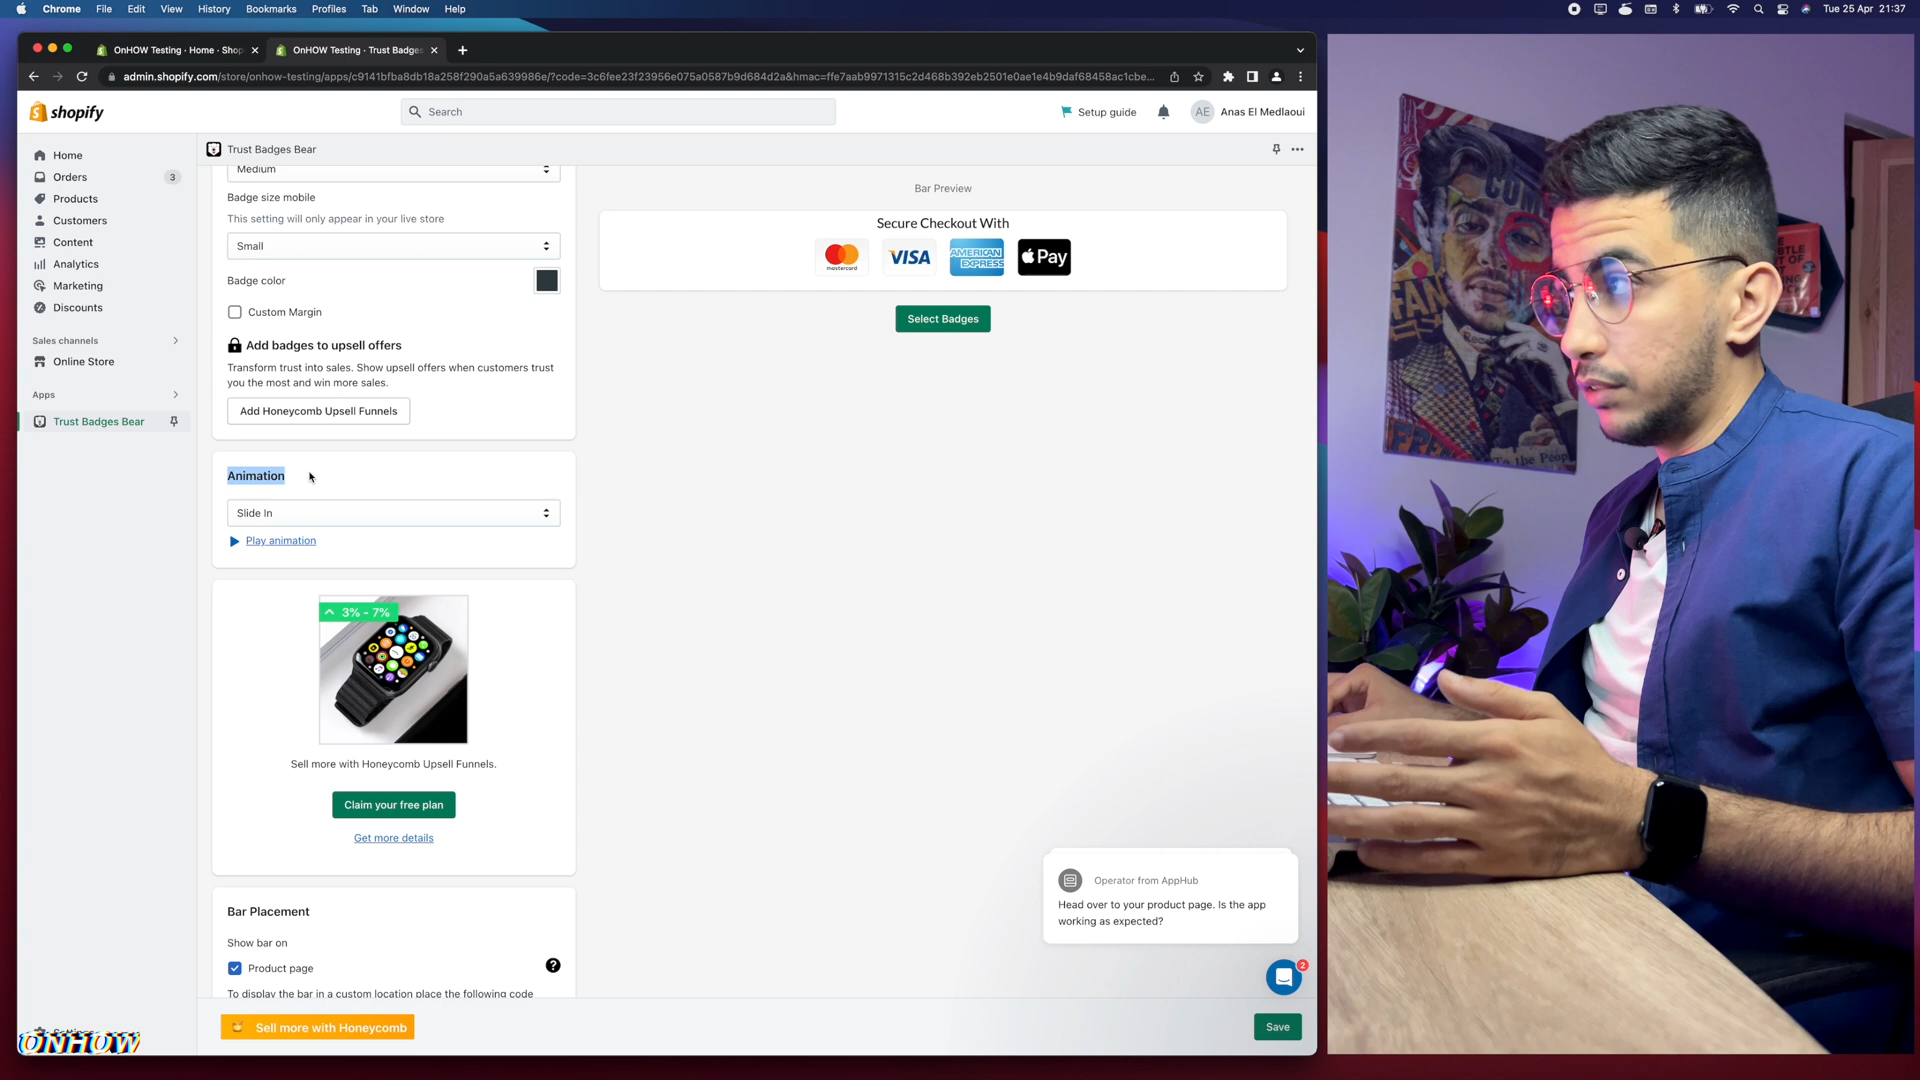 Chrome File Edit View History Bookmarks Profiles Tab Window Help Tue 25 Apr 21:37
OnHOW Testing · Home · Shop OnHOW Testing · Trust Badges
admin.shopify.com/store/onhow-testing/apps/c9141bfba8db18a258f290a5a639986e/?code=3c6fee23f23956e075a0587b9d684d2a&hmac=ffe7aab9971315c2d468b392eb2501e0ae1e4b9daf68458ac1cbe...
shopify Search Setup guide AE Anas El Medlaoui
Trust Badges Bear
Home
Orders 3
Products
Customers
Content
Analytics
Marketing
Discounts
Sales channels
Online Store
Apps
Trust Badges Bear
Medium
Badge size mobile
This setting will only appear in your live store
Small
Badge color
Custom Margin
Add badges to upsell offers
Transform trust into sales. Show upsell offers when customers trust
you the most and win more sales.
Add Honeycomb Upsell Funnels
Animation
Slide In
Play animation
3% - 7%
Sell more with Honeycomb Upsell Funnels.
Claim your free plan
Get more details
Bar Placement
Show bar on
Product page
To display the bar in a custom location place the following code
Bar Preview
Secure Checkout With
mastercard VISA AMERICAN EXPRESS Pay
Select Badges
Operator from AppHub
Head over to your product page. Is the app
working as expected?
2
Sell more with Honeycomb
Save
ONHOW
To the People